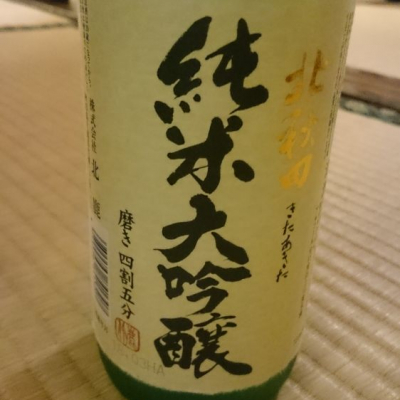 北秋田
きたあきた
純米大吟醸
磨き 四割五分
株式会社 北鹿